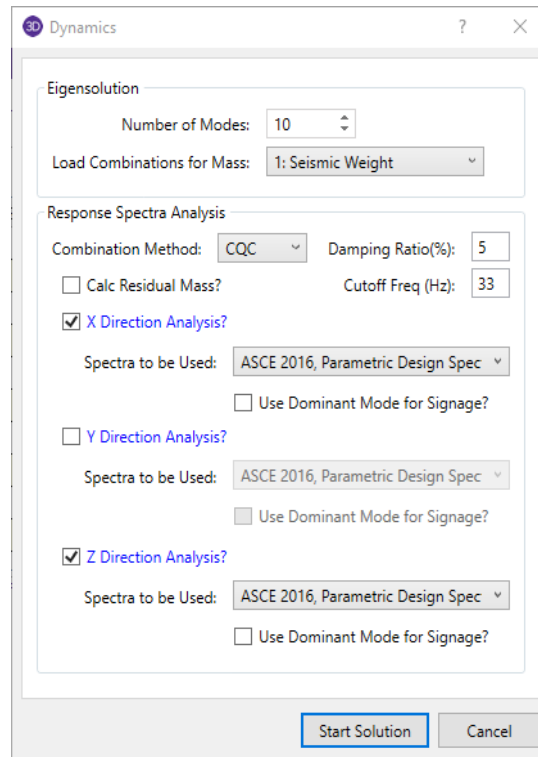 3D Dynamics ? ×
Eigensolution
Number of Modes: 10
Load Combinations for Mass: 1: Seismic Weight
Response Spectra Analysis
Combination Method: CQC Damping Ratio(%): 5
Calc Residual Mass? Cutoff Freq (Hz): 33
X Direction Analysis?
Spectra to be Used: ASCE 2016, Parametric Design Spec
Use Dominant Mode for Signage?
Y Direction Analysis?
Spectra to be Used: ASCE 2016, Parametric Design Spec
Use Dominant Mode for Signage?
Z Direction Analysis?
Spectra to be Used: ASCE 2016, Parametric Design Spec
Use Dominant Mode for Signage?
Start Solution Cancel